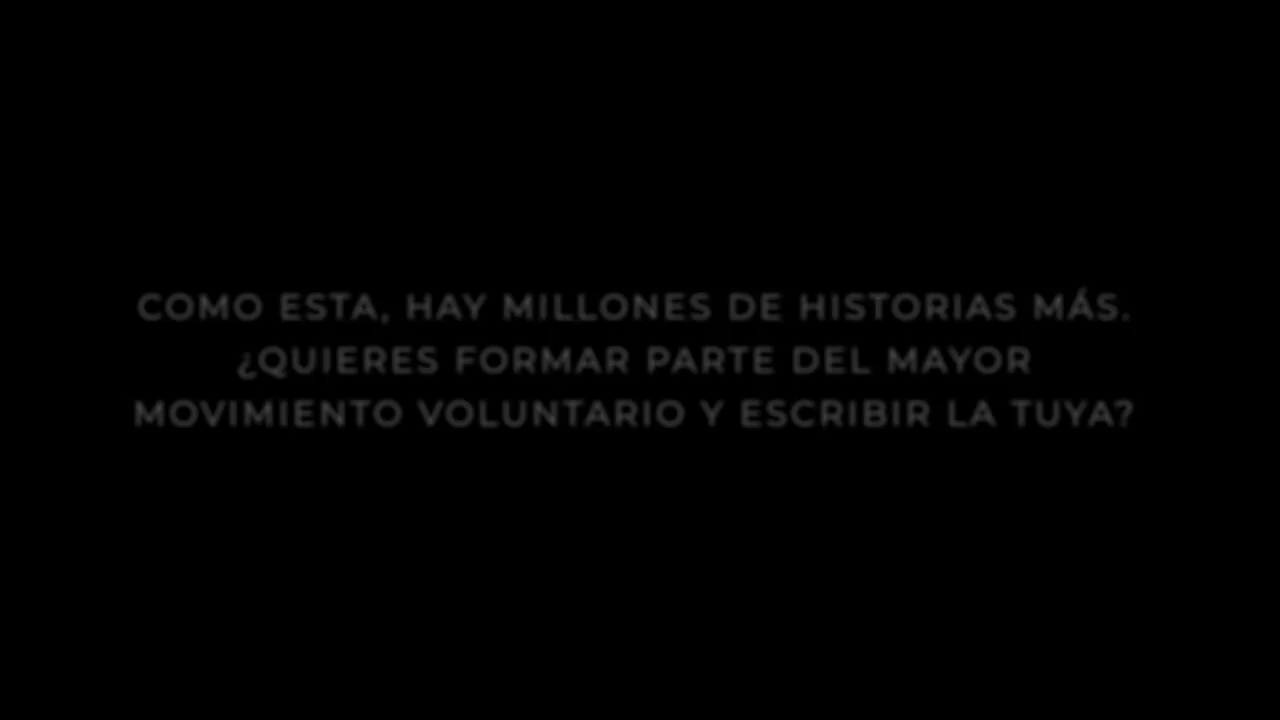 COMO ESTA, HAY MILLONES DE HISTORIAS MÁS.
¿QUIERES FORMAR PARTE DEL MAYOR
MOVIMIENTO VOLUNTARIO Y ESCRIBIR LA TUYA?